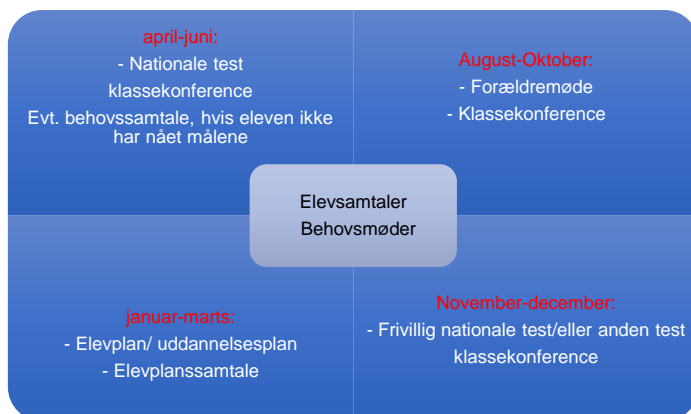 april-juni:
- Nationale test
klassekonference
Evt. behovssamtale, hvis eleven ikke
har nået målene
August-Oktober:
- Forældremøde
- Klassekonference
Elevsamtaler
Behovsmøder
januar-marts:
- Elevplan/ uddannelsesplan
- Elevplanssamtale
November-december:
- Frivillig nationale test/eller anden test
klassekonference